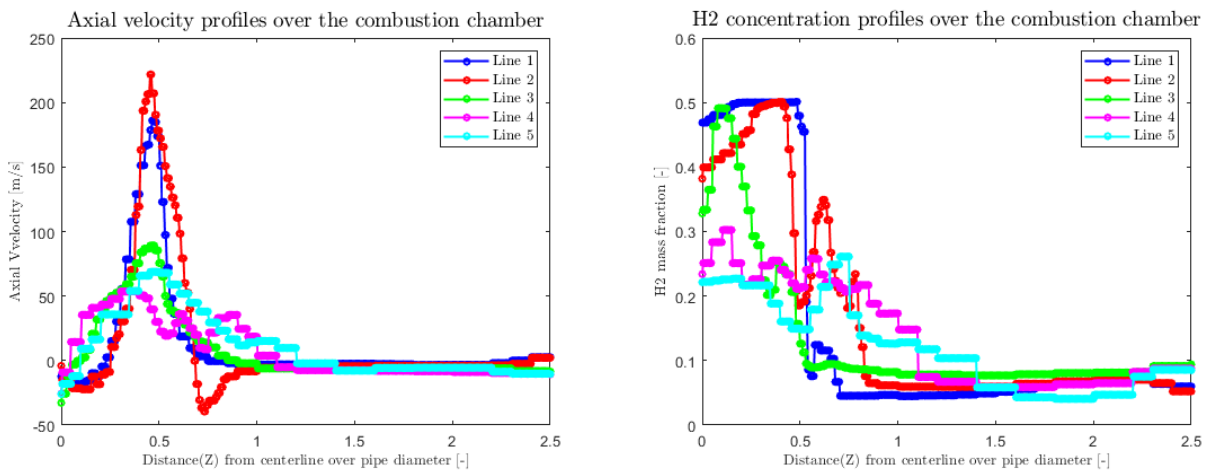 Axial velocity profiles over the combustion chamber
250
200
150
100
50
0
-50
Axial Vvelocity [m/s]
Line 1
Line 2
Line 3
Line 4
Line 5
0
0.5
1
1.5
2
2.5
Distance(Z) from centerline over pipe diameter [-]
H2 concentration profiles over the combustion chamber
0.6
0.5
0.4
0.3
0.2
0.1
0
H2 mass fraction [-]
Line 1
Line 2
Line 3
Line 4
Line 5
0
0.5
1
1.5
2
2.5
Distance(Z) from centerline over pipe diameter [-]